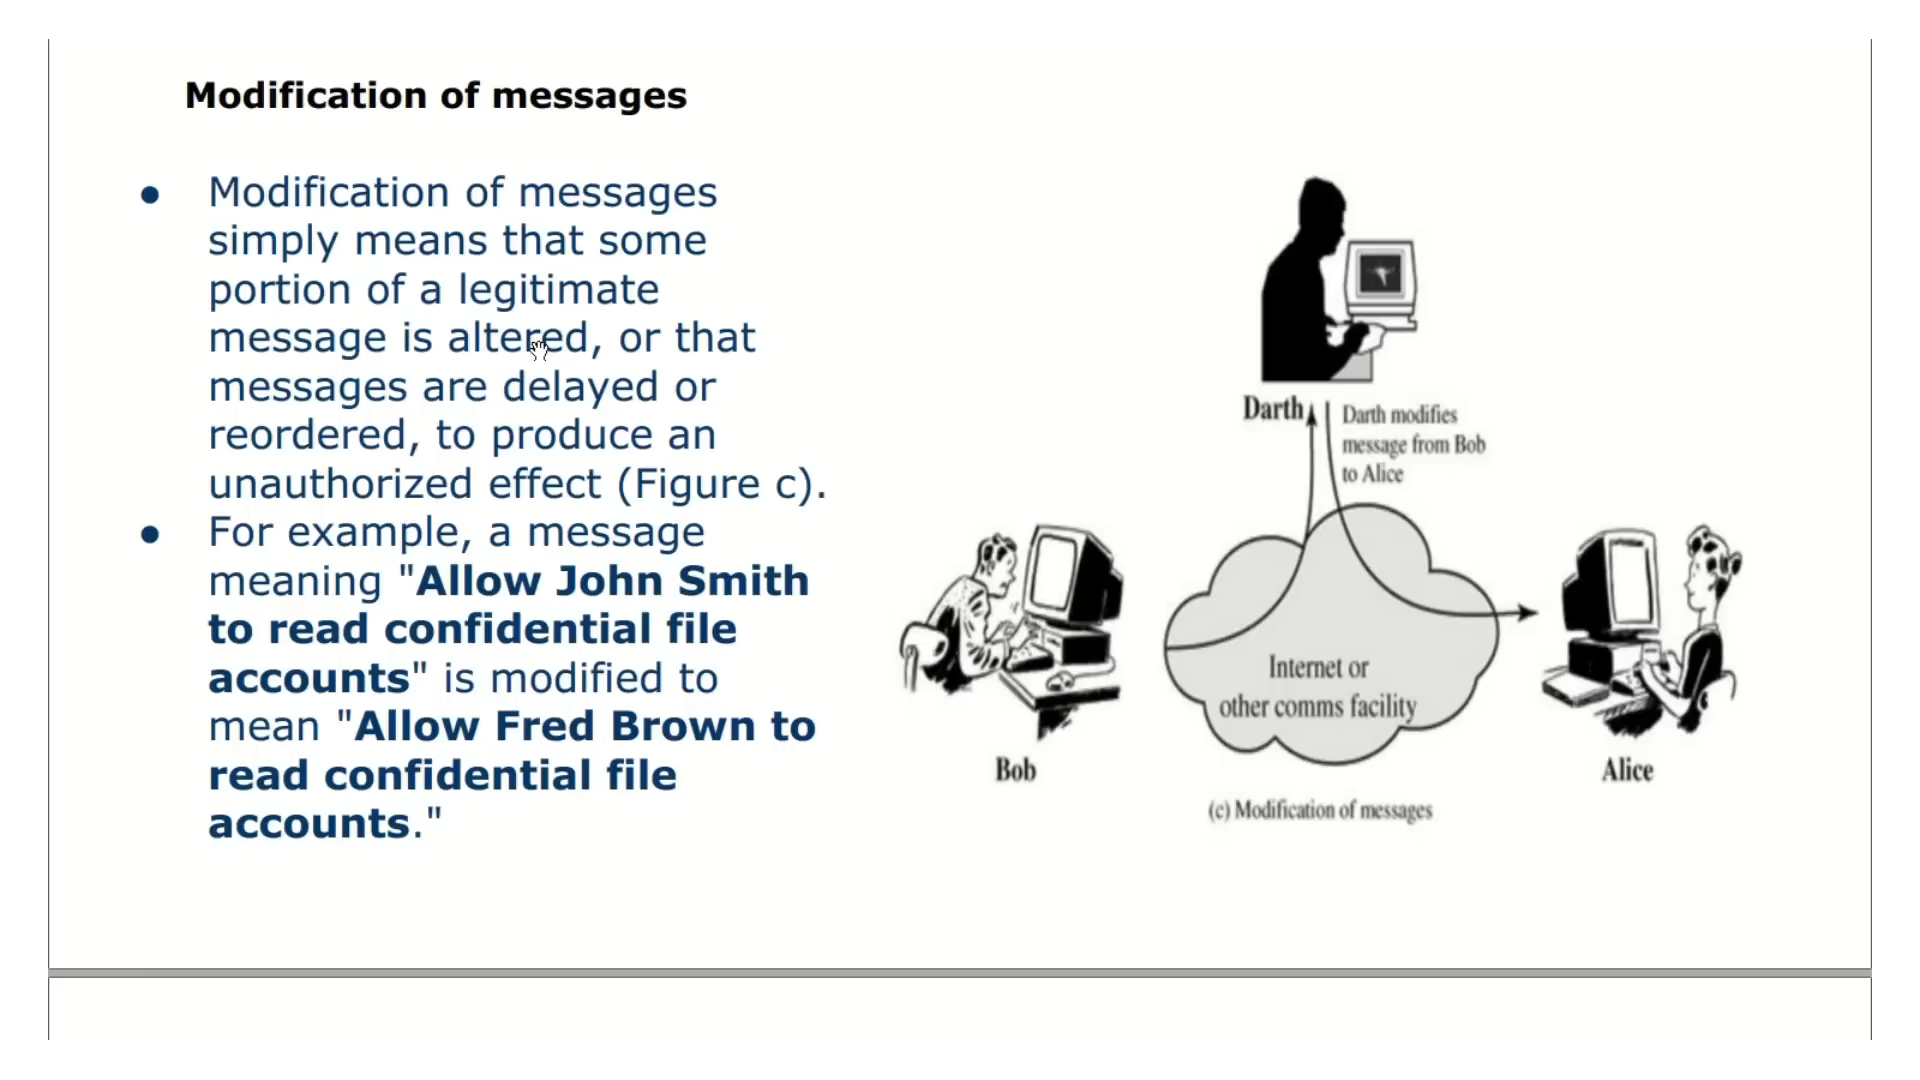 Modification of messages
● Modification of messages
simply means that some
portion of a legitimate
message is altered, or that
messages are delayed or
reordered, to produce an
unauthorized effect (Figure c).
● For example, a message
meaning "Allow John Smith
to read confidential file
accounts" is modified to
mean "Allow Fred Brown to
read confidential file
accounts."
Darth
Darth modifies
message from Bob
to Alice
Internet or
other comms facility
Bob
Alice
(c) Modification of messages